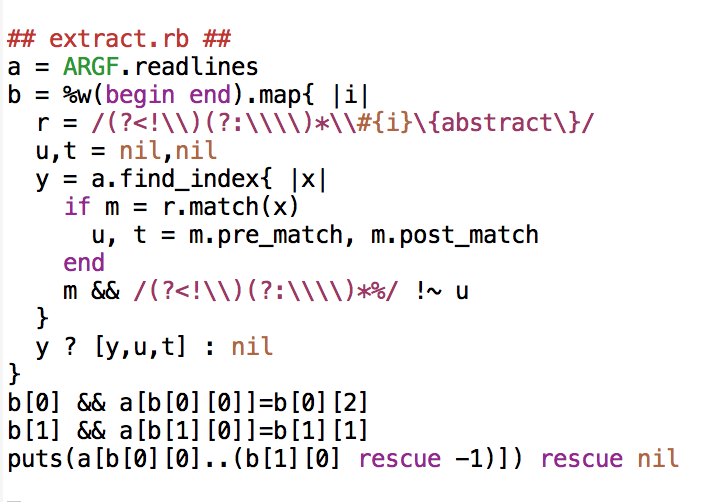 ## extract.rb ##
a = ARGF.readlines
b = %w(begin end).map{ |i|
  r = /(?<!\\)(?:\\\\)*\\#{i}\{abstract\}/
  u,t = nil,nil
  y = a.find_index{ |x|
    if m = r.match(x)
      u, t = m.pre_match, m.post_match
    end
    m && /(?<!\\)(?:\\\\)*%/ !~ u
  }
  y ? [y,u,t] : nil
}
b[0] && a[b[0][0]]=b[0][2]
b[1] && a[b[1][0]]=b[1][1]
puts(a[b[0][0]..(b[1][0] rescue -1)]) rescue nil